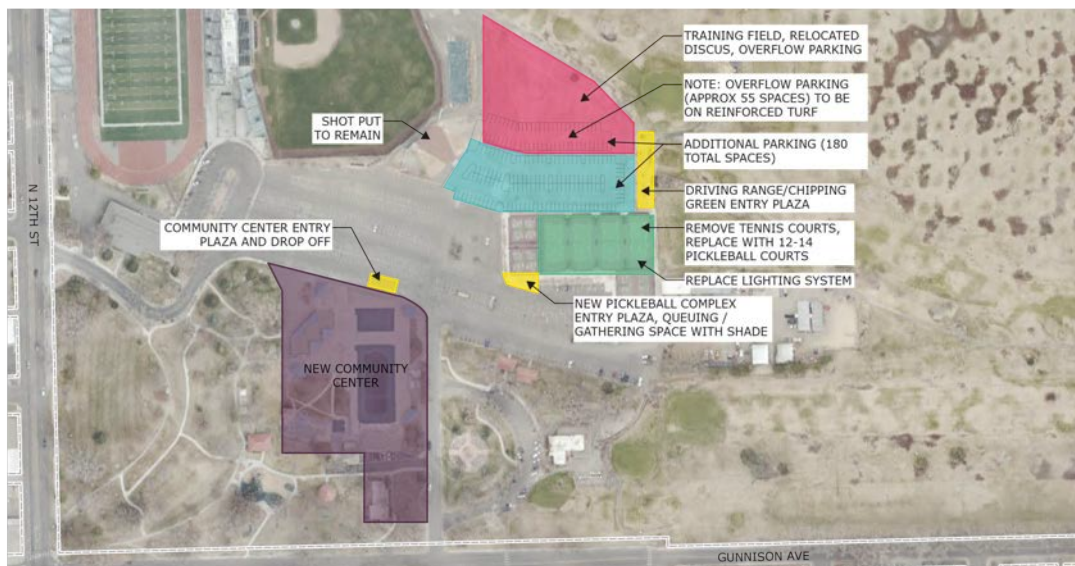 TRAINING FIELD, RELOCATED
DISCUS, OVERFLOW PARKING
NOTE: OVERFLOW PARKING
(APPROX 55 SPACES) TO BE
ON REINFORCED TURF
SHOT PUT
TO REMAIN
ADDITIONAL PARKING (180
TOTAL SPACES)
DRIVING RANGE/CHIPPING
GREEN ENTRY PLAZA
N 12TH ST
COMMUNITY CENTER ENTRY
PLAZA AND DROP OFF
REMOVE TENNIS COURTS,
REPLACE WITH 12-14
PICKLEBALL COURTS
REPLACE LIGHTING SYSTEM
NEW PICKLEBALL COMPLEX
ENTRY PLAZA, QUEUING /
GATHERING SPACE WITH SHADE
NEW COMMUNITY
CENTER
GUNNISON AVE